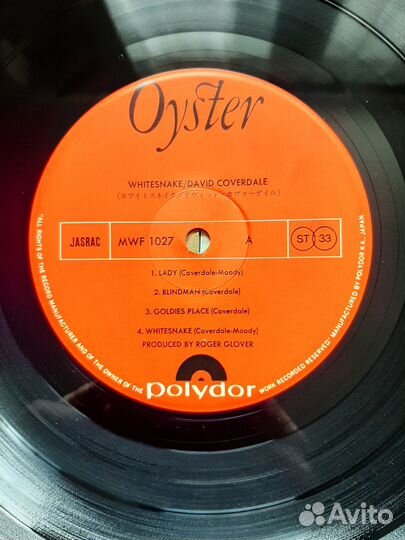 Oyster
WHITESNAKE/DAVID COVERDALE
(ホワイトスネイク/デヴィッド・カヴァーデイル)
JASRAC MWF 1027 A ST 33
1. LADY (Coverdale-Moody)
2. BLINDMAN (Coverdale)
3. GOLDIES PLACE (Coverdale)
4. WHITESNAKE (Coverdale-Moody)
PRODUCED BY ROGER GLOVER
polydor
"ALL RIGHTS OF THE RECORD MANUFACTURER AND OF THE OWNER OF THE WORK RECORDED RESERVED" MANUFACTURED BY POLYDOR K.K. JAPAN.
Avito